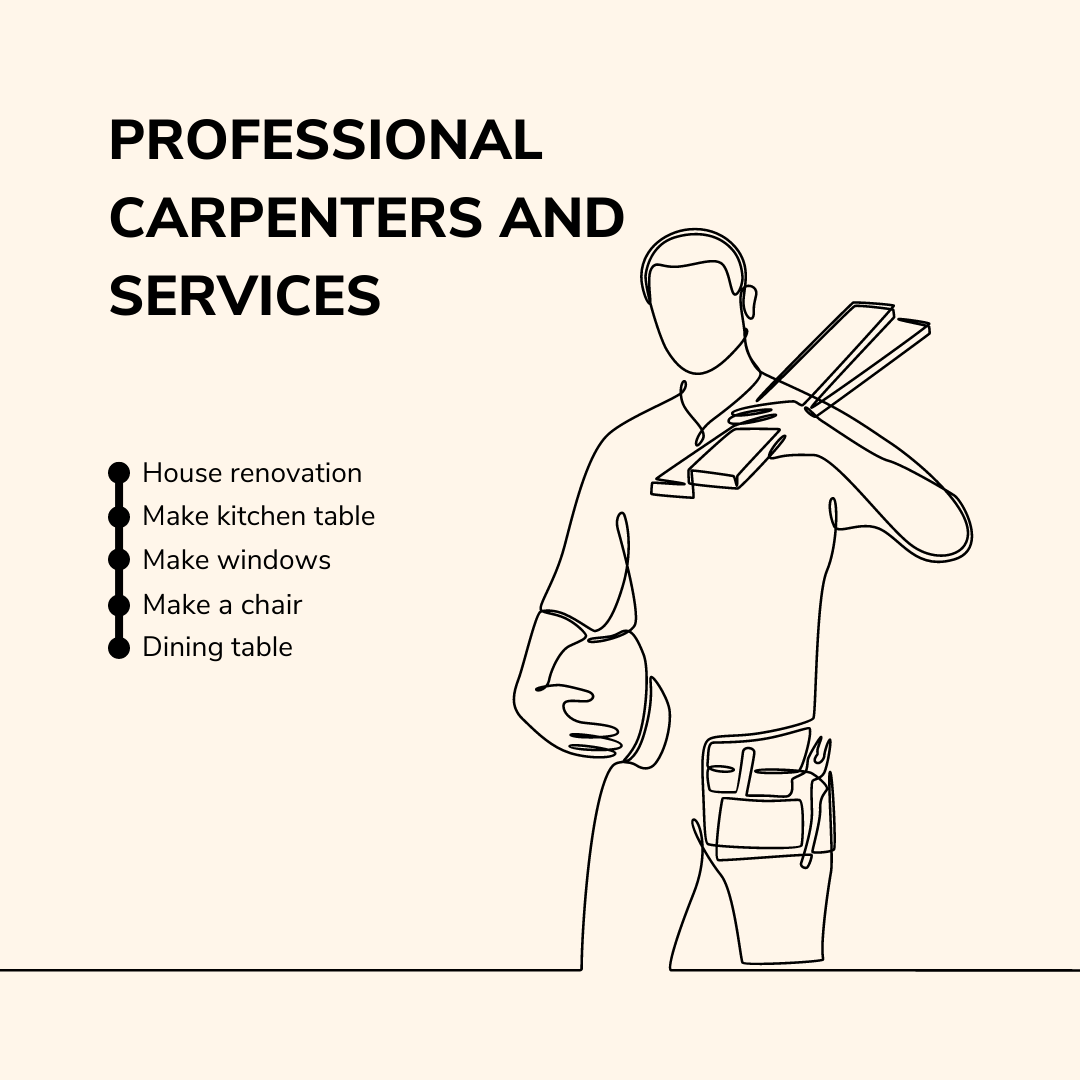 PROFESSIONAL
CARPENTERS AND
SERVICES
House renovation
Make kitchen table
Make windows
Make a chair
Dining table